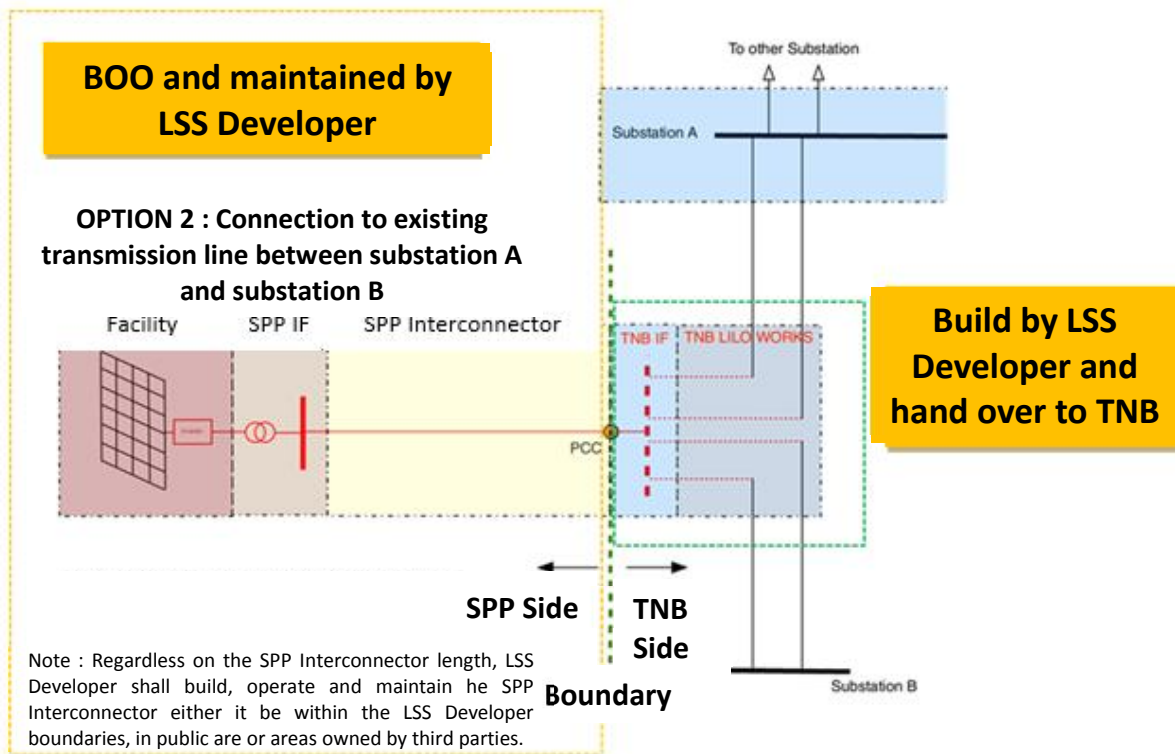 BOO and maintained by
LSS Developer
To other Substation
Substation A
OPTION 2 : Connection to existing
transmission line between substation A
and substation B
Facility
SPP IF
SPP Interconnector
TNB IF
TNB LILO WORKS
PCC
Build by LSS
Developer and
hand over to TNB
SPP Side
TNB
Side
Boundary
Substation B
Note : Regardless on the SPP Interconnector length, LSS
Developer shall build, operate and maintain he SPP
Interconnector either it be within the LSS Developer
boundaries, in public are or areas owned by third parties.